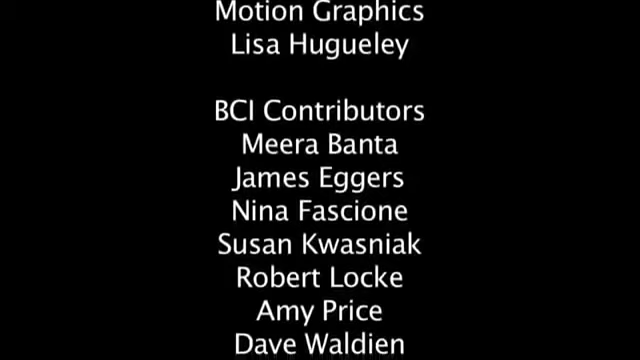 Motion Graphics
Lisa Hugueley
BCI Contributors
Meera Banta
James Eggers
Nina Fascione
Susan Kwasniak
Robert Locke
Amy Price
Dave Waldien